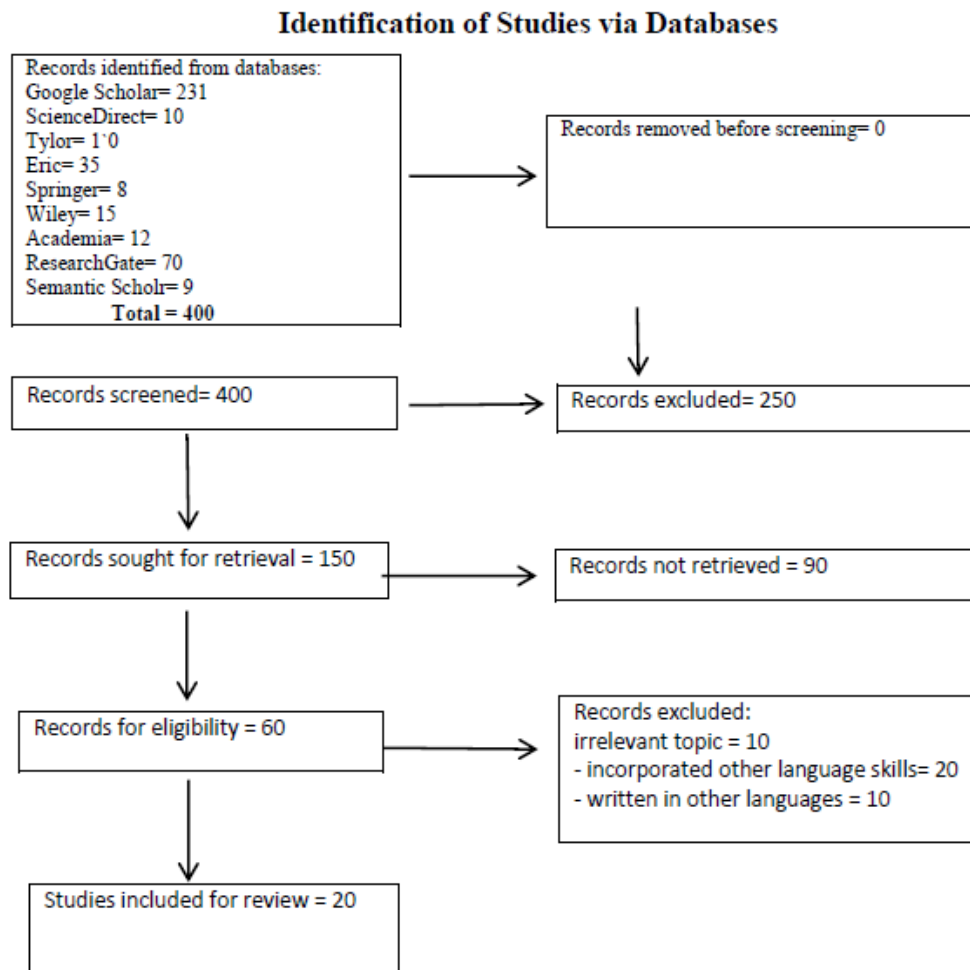 Identification of Studies via Databases
Records identified from databases:
Google Scholar= 231
ScienceDirect= 10
Tylor= 1`0
Eric= 35
Springer= 8
Wiley= 15
Academia= 12
ResearchGate= 70
Semantic Scholr= 9
Total = 400
Records removed before screening= 0
Records screened= 400
Records excluded= 250
Records sought for retrieval = 150
Records not retrieved = 90
Records for eligibility = 60
Records excluded:
irrelevant topic = 10
- incorporated other language skills= 20
- written in other languages = 10
Studies included for review = 20